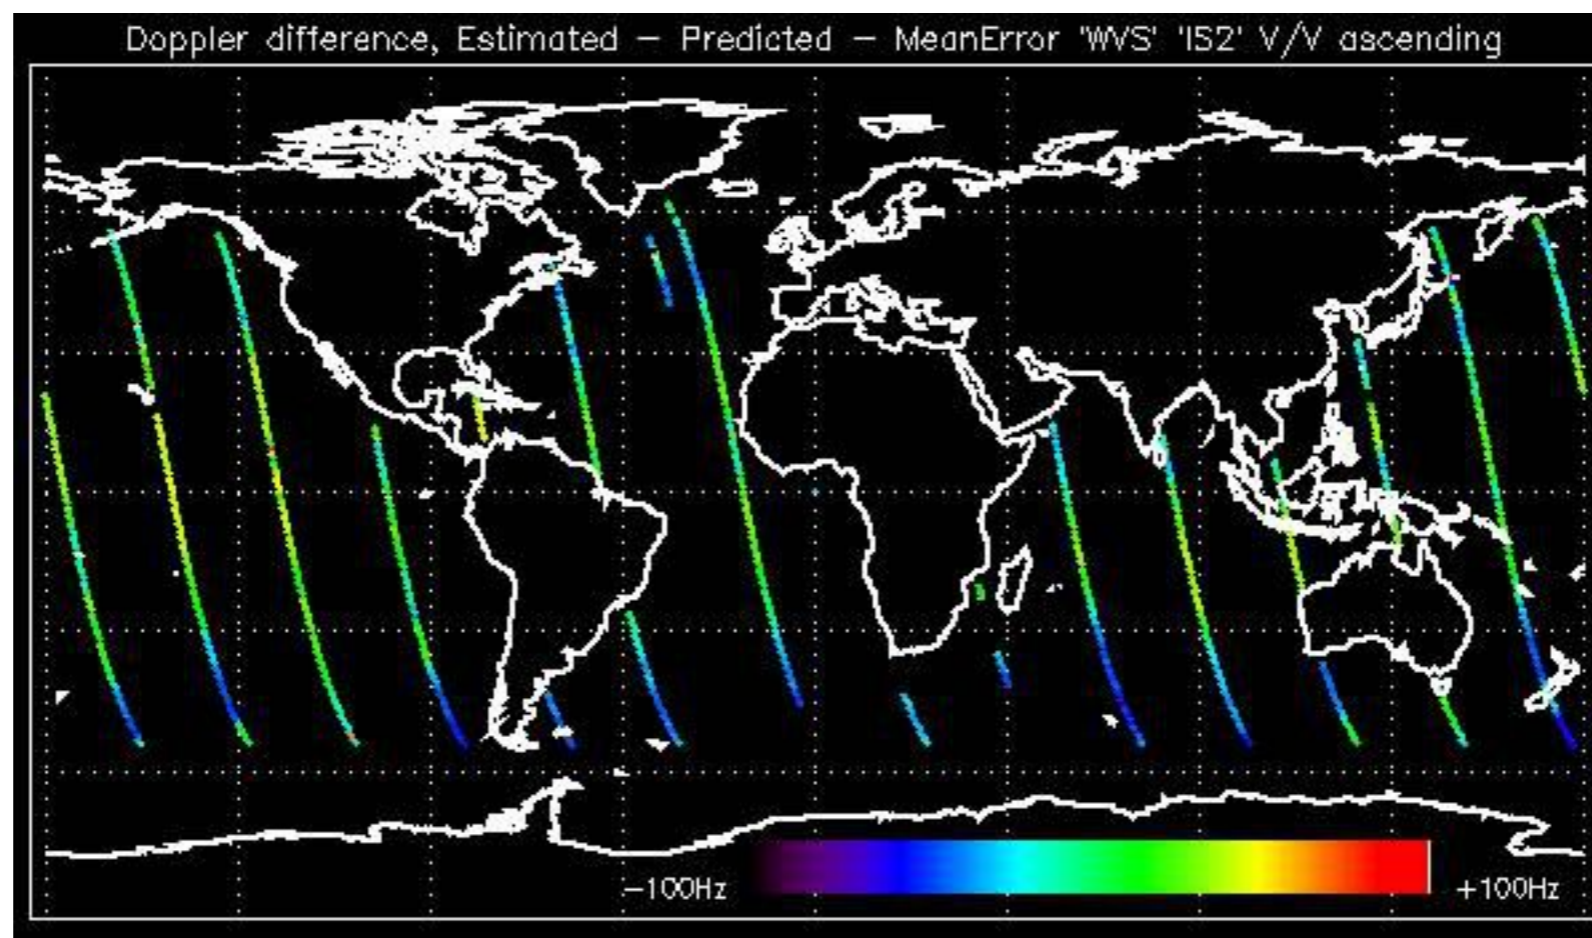 Doppler difference, Estimated – Predicted – MeanError 'WVS' 'IS2' V/V ascending
-100Hz +100Hz